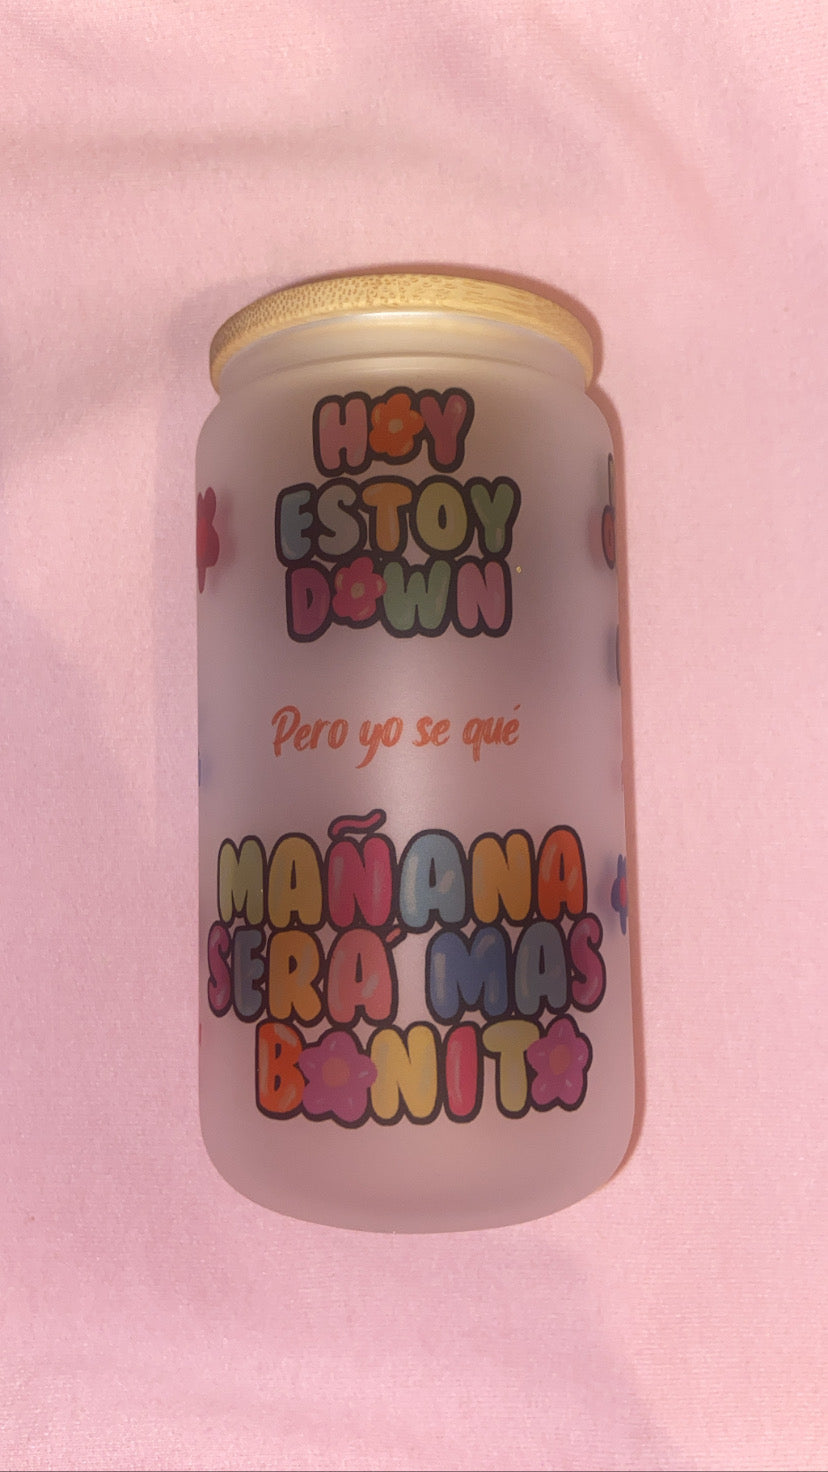 HOY
ESTOY
DOWN
Pero yo se qué
MAÑANA
SERÁ MAS
BONITO